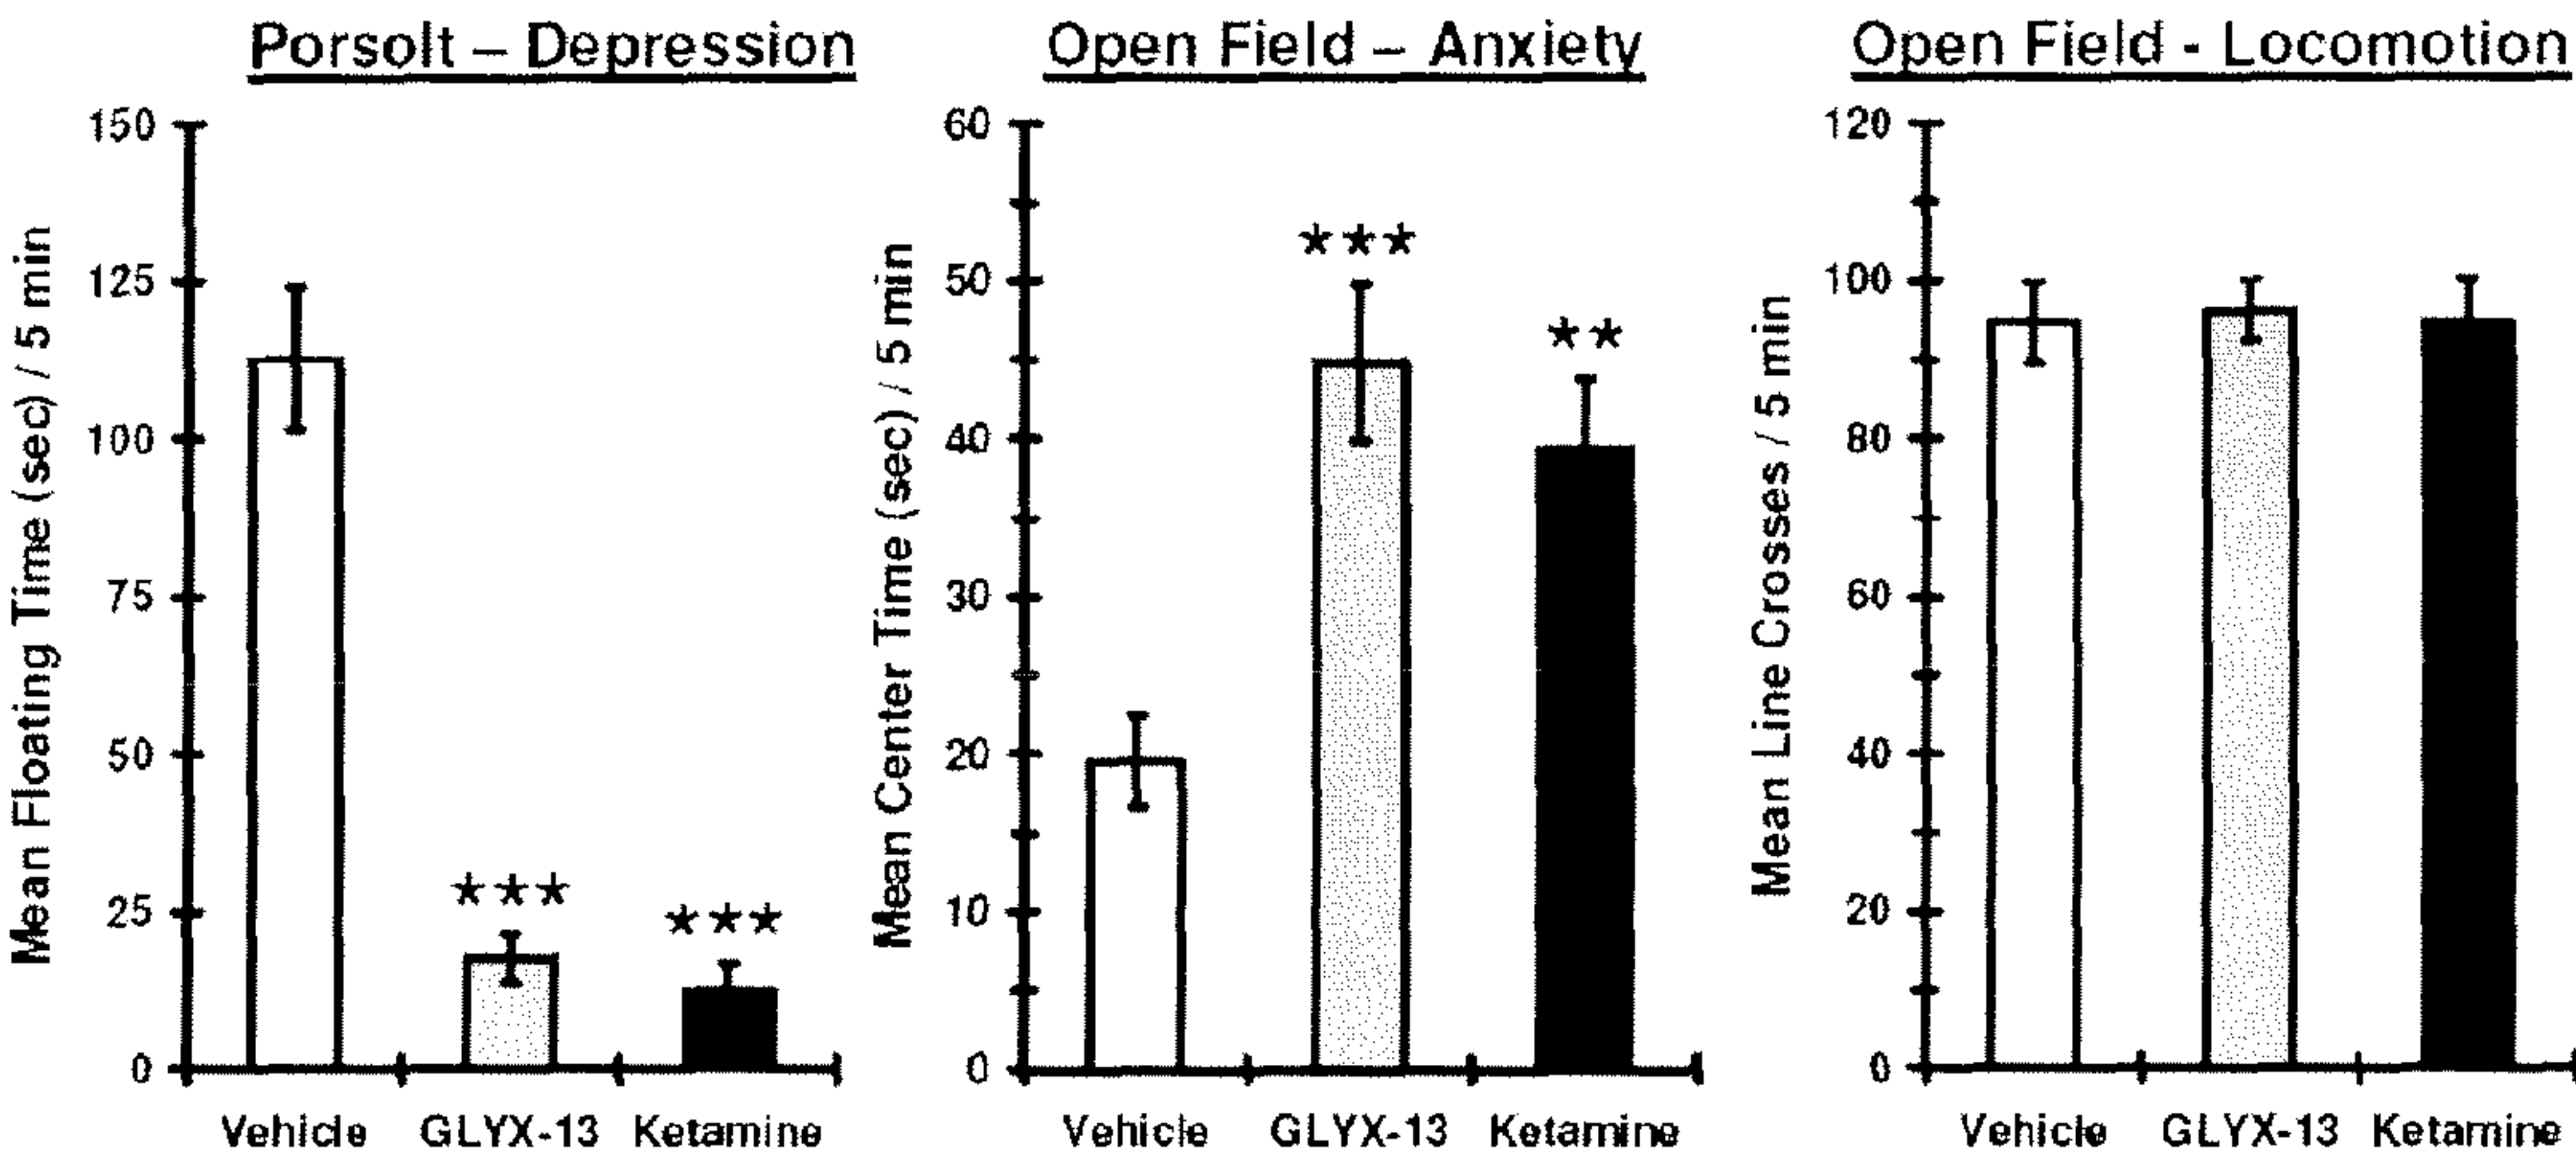 Porsolt – Depression
Mean Floating Time (sec) / 5 min
150
125
100
75
50
25
0
***
***
Vehicle GLYX-13 Ketamine
Open Field – Anxiety
Mean Center Time (sec) / 5 min
60
50
40
30
20
10
0
***
**
Vehicle GLYX-13 Ketamine
Open Field - Locomotion
Mean Line Crosses / 5 min
120
100
80
60
40
20
0
Vehicle GLYX-13 Ketamine